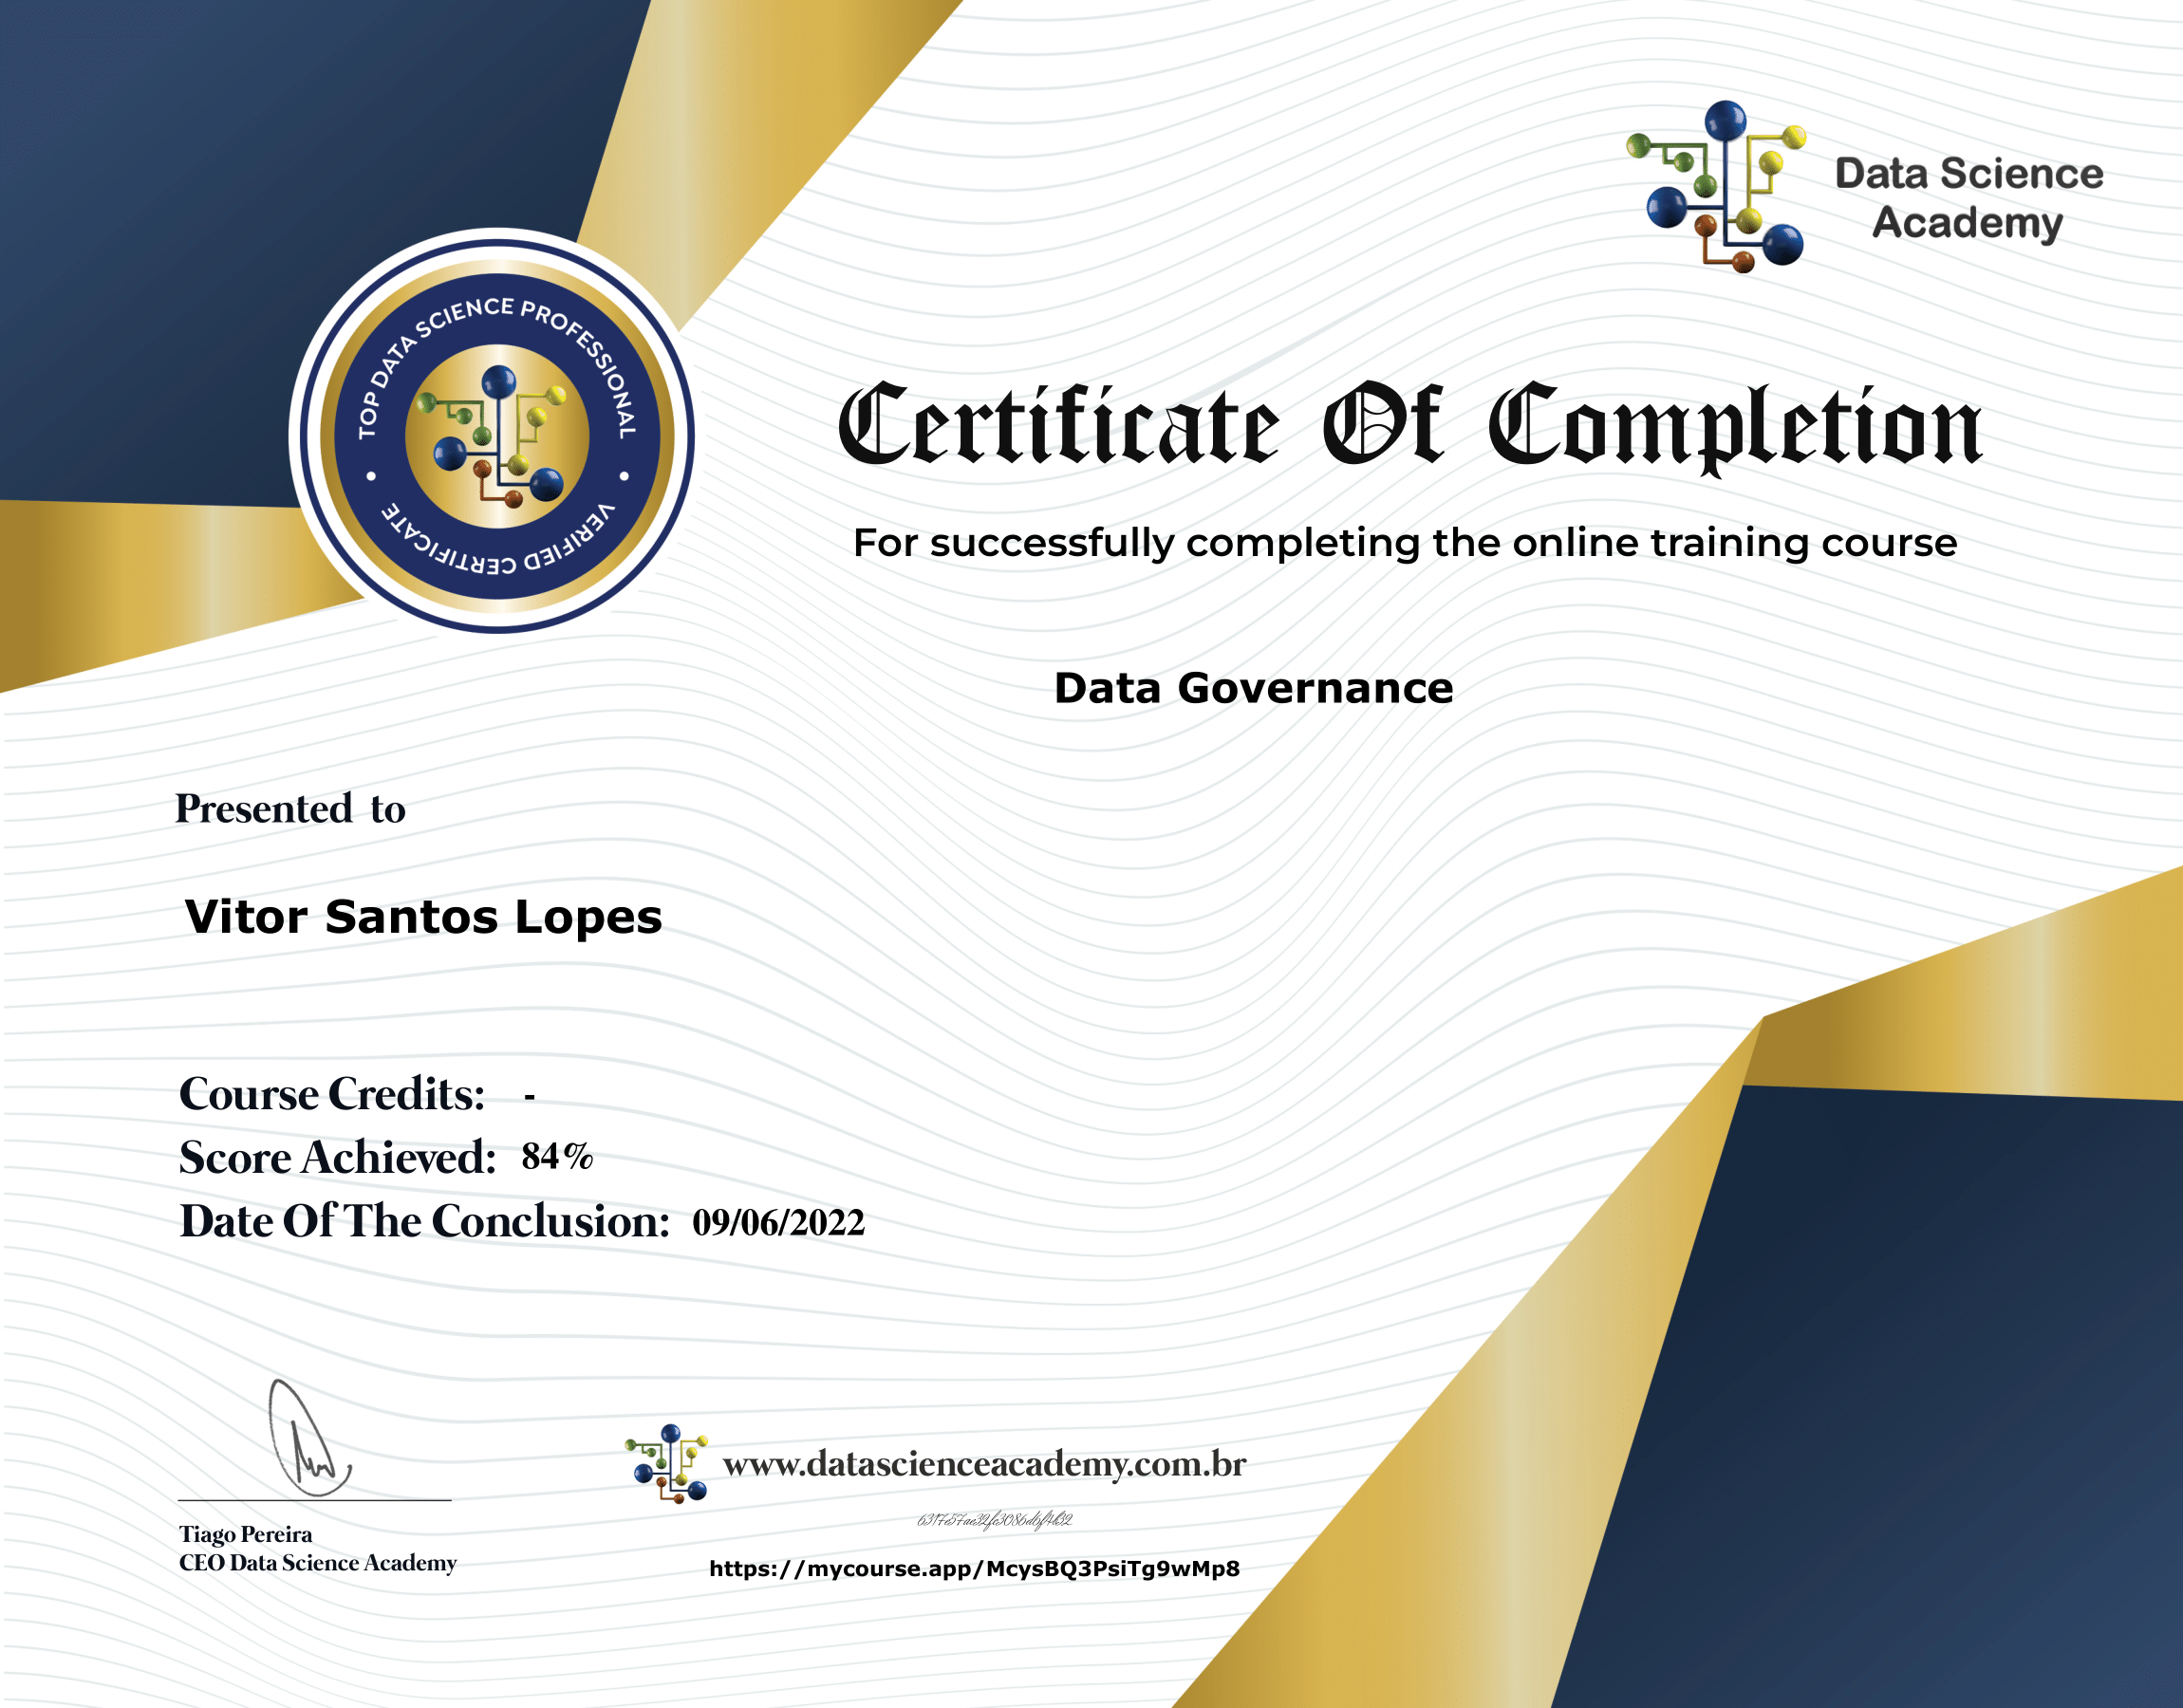 Data Science
Academy
TOP DATA SCIENCE PROFESSIONAL
VERIFIED CERTIFICATE
Certificate Of Completion
For successfully completing the online training course
Data Governance
Presented to
Vitor Santos Lopes
Course Credits: -
Score Achieved: 84%
Date Of The Conclusion: 09/06/2022
Tiago Pereira
CEO Data Science Academy
www.datascienceacademy.com.br
https://mycourse.app/McysBQ3PsiTg9wMp8